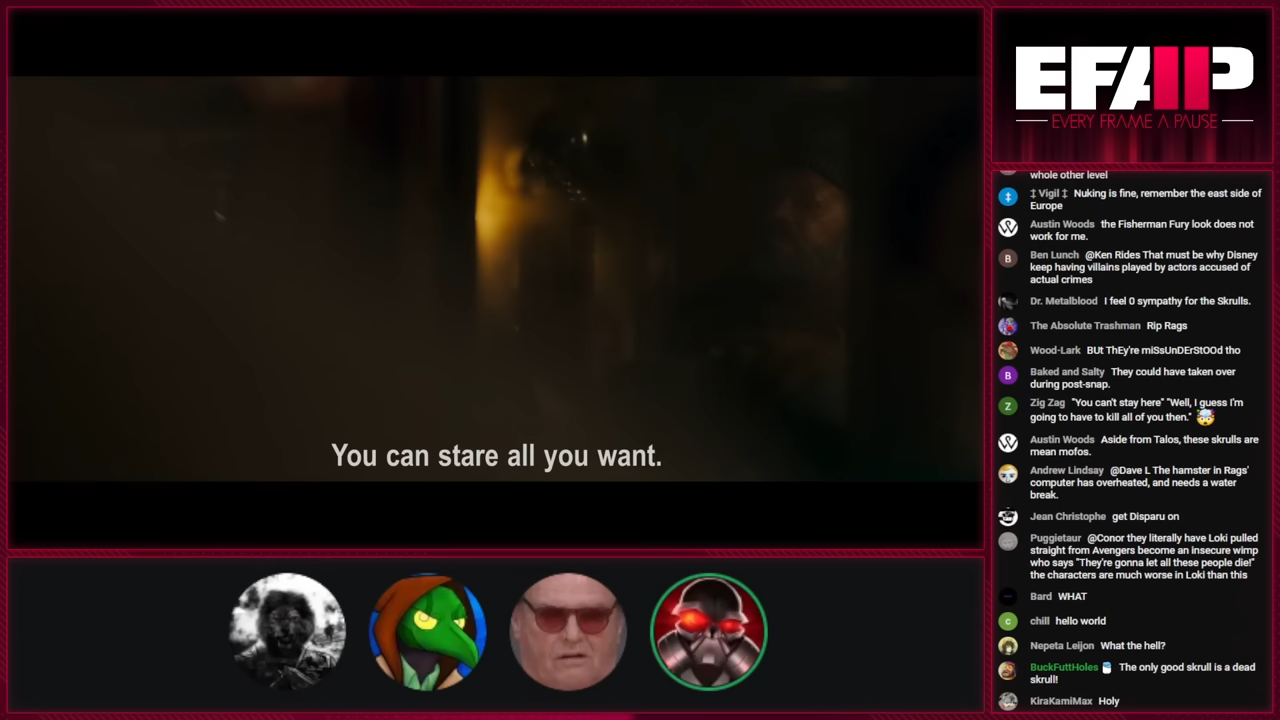 You can stare all you want.
EFAP
EVERY FRAME A PAUSE
whole other level
‡ Vigil ‡ Nuking is fine, remember the east side of
Europe
Austin Woods the Fisherman Fury look does not
work for me.
Ben Lunch @Ken Rides That must be why Disney
keep having villains played by actors accused of
actual crimes
Dr. Metalblood I feel 0 sympathy for the Skrulls.
The Absolute Trashman Rip Rags
Wood-Lark BUt ThEy're miSsUnDErStOOd tho
B
Baked and Salty They could have taken over
during post-snap.
Z
Zig Zag "You can't stay here" "Well, I guess I'm
going to have to kill all of you then."
Austin Woods Aside from Talos, these skrulls are
mean mofos.
Andrew Lindsay @Dave L The hamster in Rags'
computer has overheated, and needs a water
break.
Jean Christophe get Disparu on
Puggietaur @Conor they literally have Loki pulled
straight from Avengers become an insecure wimp
who says "They're gonna let all these people die!"
the characters are much worse in Loki than this
Bard WHAT
c
chill hello world
Nepeta Leijon What the hell?
BuckFuttHoles The only good skrull is a dead
skrull!
KiraKamiMax Holy